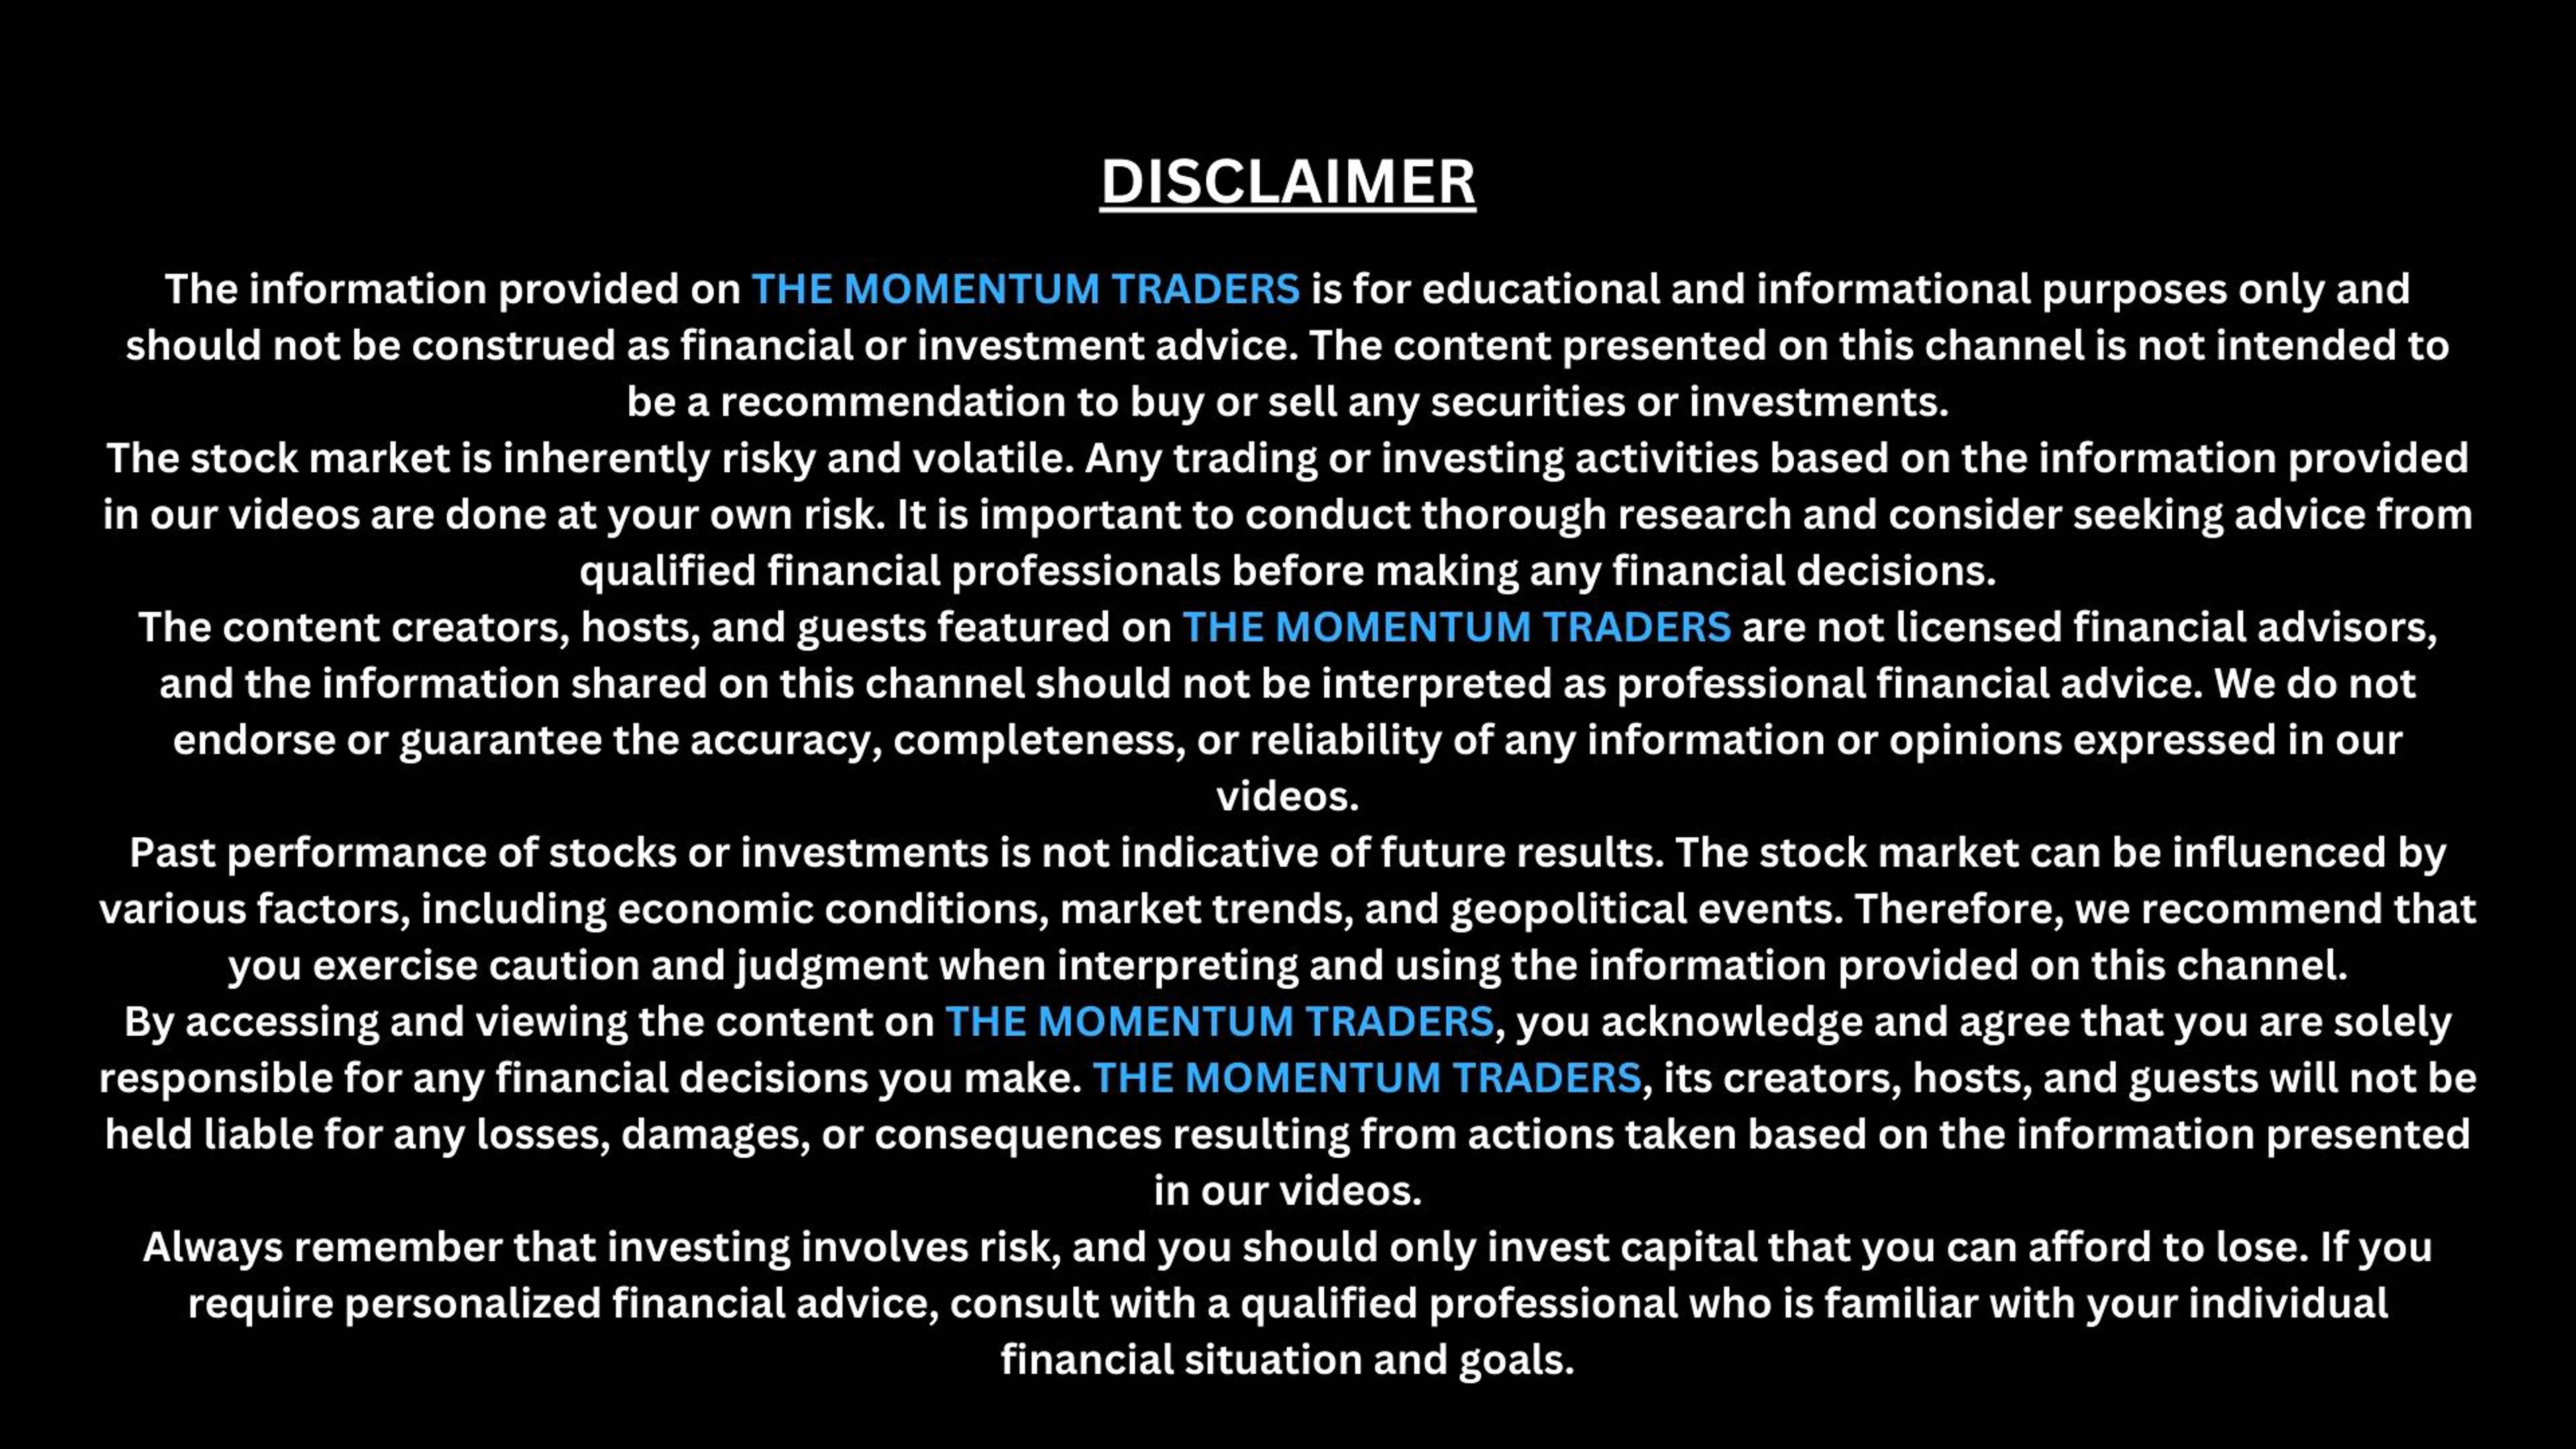 DISCLAIMER
The information provided on THE MOMENTUM TRADERS is for educational and informational purposes only and
should not be construed as financial or investment advice. The content presented on this channel is not intended to
be a recommendation to buy or sell any securities or investments.
The stock market is inherently risky and volatile. Any trading or investing activities based on the information provided
in our videos are done at your own risk. It is important to conduct thorough research and consider seeking advice from
qualified financial professionals before making any financial decisions.
The content creators, hosts, and guests featured on THE MOMENTUM TRADERS are not licensed financial advisors,
and the information shared on this channel should not be interpreted as professional financial advice. We do not
endorse or guarantee the accuracy, completeness, or reliability of any information or opinions expressed in our
videos.
Past performance of stocks or investments is not indicative of future results. The stock market can be influenced by
various factors, including economic conditions, market trends, and geopolitical events. Therefore, we recommend that
you exercise caution and judgment when interpreting and using the information provided on this channel.
By accessing and viewing the content on THE MOMENTUM TRADERS, you acknowledge and agree that you are solely
responsible for any financial decisions you make. THE MOMENTUM TRADERS, its creators, hosts, and guests will not be
held liable for any losses, damages, or consequences resulting from actions taken based on the information presented
in our videos.
Always remember that investing involves risk, and you should only invest capital that you can afford to lose. If you
require personalized financial advice, consult with a qualified professional who is familiar with your individual
financial situation and goals.